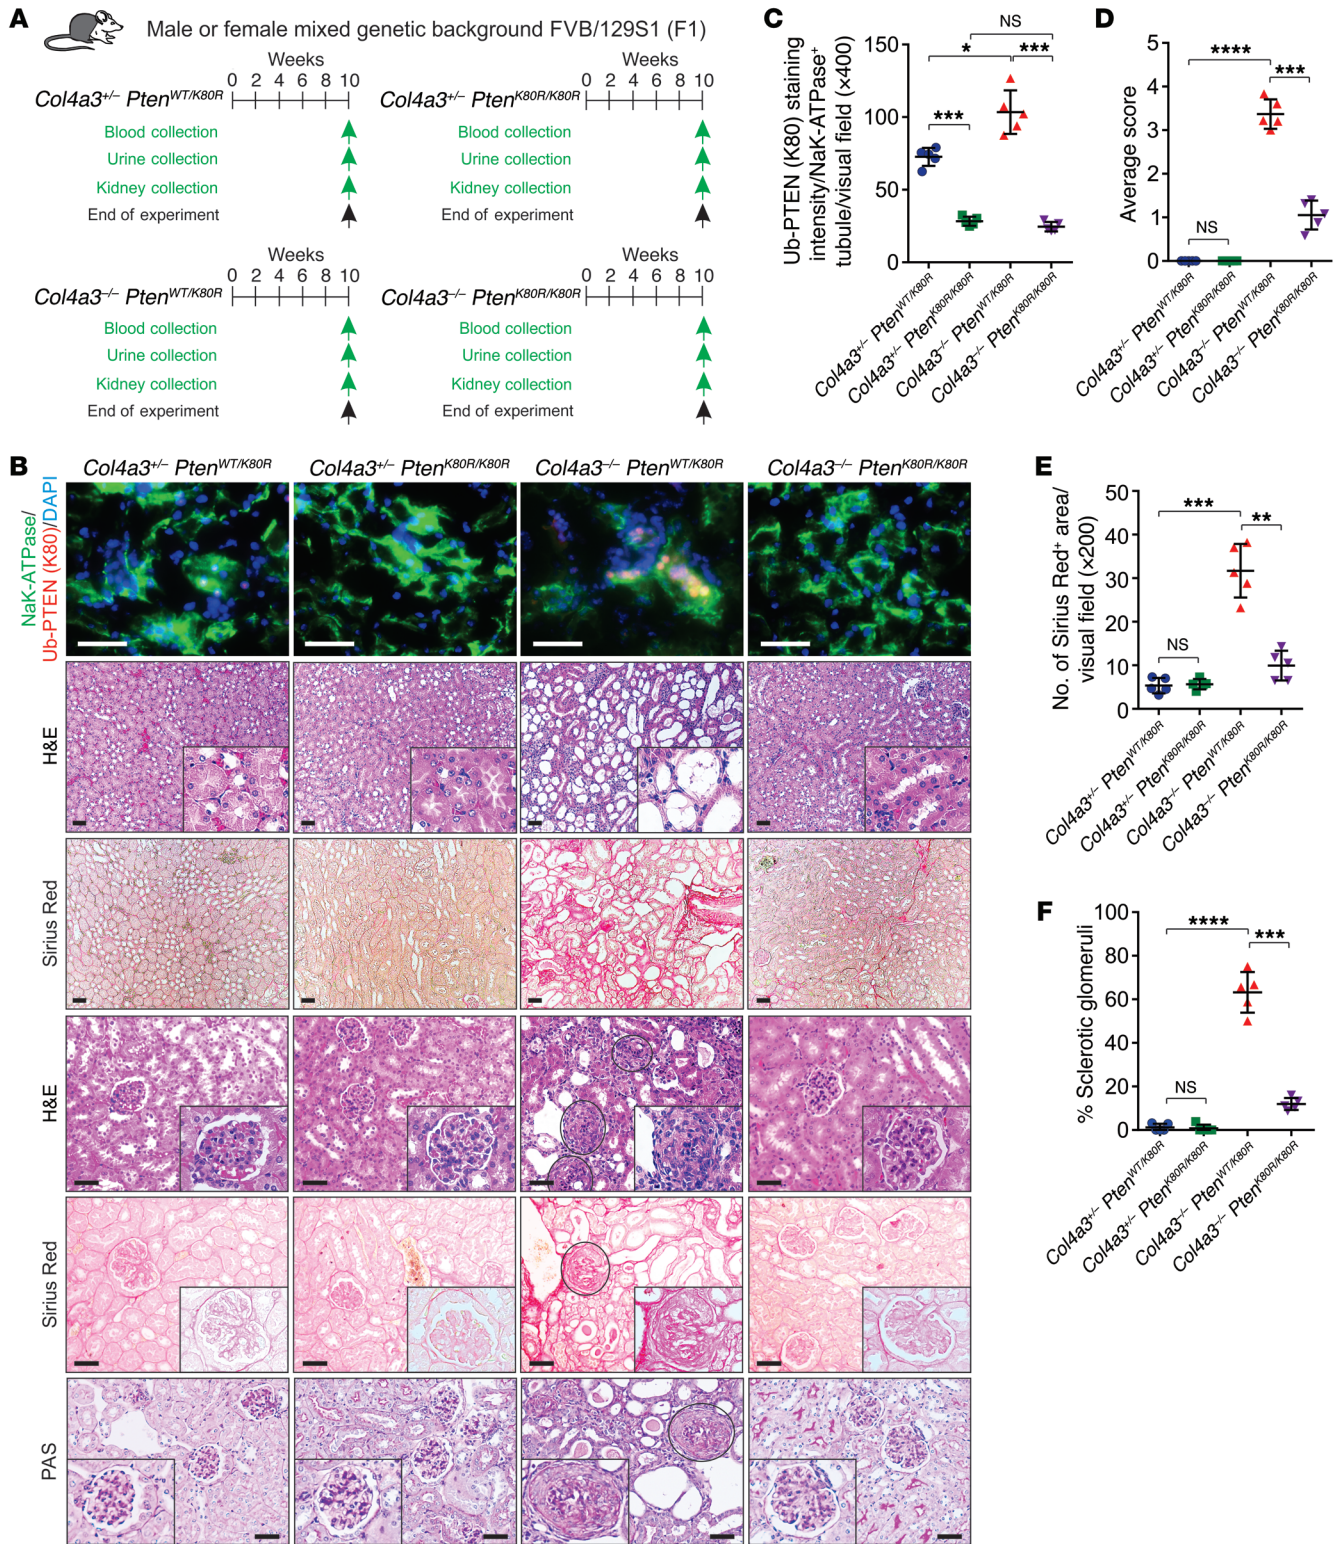 A
Male or female mixed genetic background FVB/129S1 (F1)
Weeks
0 2 4 6 8 10
Col4a3+/– PtenWT/K80R
Blood collection
Urine collection
Kidney collection
End of experiment
Weeks
0 2 4 6 8 10
Col4a3+/– PtenK80R/K80R
Blood collection
Urine collection
Kidney collection
End of experiment
Weeks
0 2 4 6 8 10
Col4a3–/– PtenWT/K80R
Blood collection
Urine collection
Kidney collection
End of experiment
Weeks
0 2 4 6 8 10
Col4a3–/– PtenK80R/K80R
Blood collection
Urine collection
Kidney collection
End of experiment
B
Col4a3+/– PtenWT/K80R
Col4a3+/– PtenK80R/K80R
Col4a3–/– PtenWT/K80R
Col4a3–/– PtenK80R/K80R
NaK-ATPase/
Ub-PTEN (K80)/DAPI
H&E
Sirius Red
H&E
Sirius Red
PAS
C
Ub-PTEN (K80) staining
intensity/NaK-ATPase+
tubule/visual field (×400)
150
100
50
0
NS
*
***
***
Col4a3+/– PtenWT/K80R
Col4a3+/– PtenK80R/K80R
Col4a3–/– PtenWT/K80R
Col4a3–/– PtenK80R/K80R
D
Average score
5
4
3
2
1
0
****
***
NS
Col4a3+/– PtenWT/K80R
Col4a3+/– PtenK80R/K80R
Col4a3–/– PtenWT/K80R
Col4a3–/– PtenK80R/K80R
E
No. of Sirius Red+ area/
visual field (×200)
50
40
30
20
10
0
***
**
NS
Col4a3+/– PtenWT/K80R
Col4a3+/– PtenK80R/K80R
Col4a3–/– PtenWT/K80R
Col4a3–/– PtenK80R/K80R
F
% Sclerotic glomeruli
100
80
60
40
20
0
****
***
NS
Col4a3+/– PtenWT/K80R
Col4a3+/– PtenK80R/K80R
Col4a3–/– PtenWT/K80R
Col4a3–/– PtenK80R/K80R